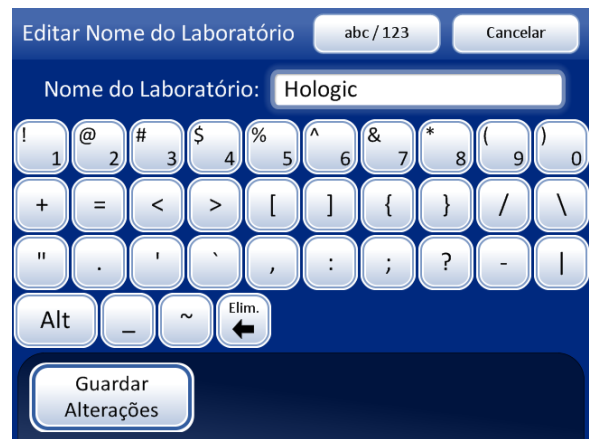 Editar Nome do Laboratório abc / 123 Cancelar
Nome do Laboratório: Hologic
! 1 @ 2 # 3 $ 4 % 5 ^ 6 & 7 * 8 ( 9 ) 0
+ = < > [ ] { } / \
" . ' ` , : ; ? - |
Alt _ ~ Elim.
Guardar
Alterações